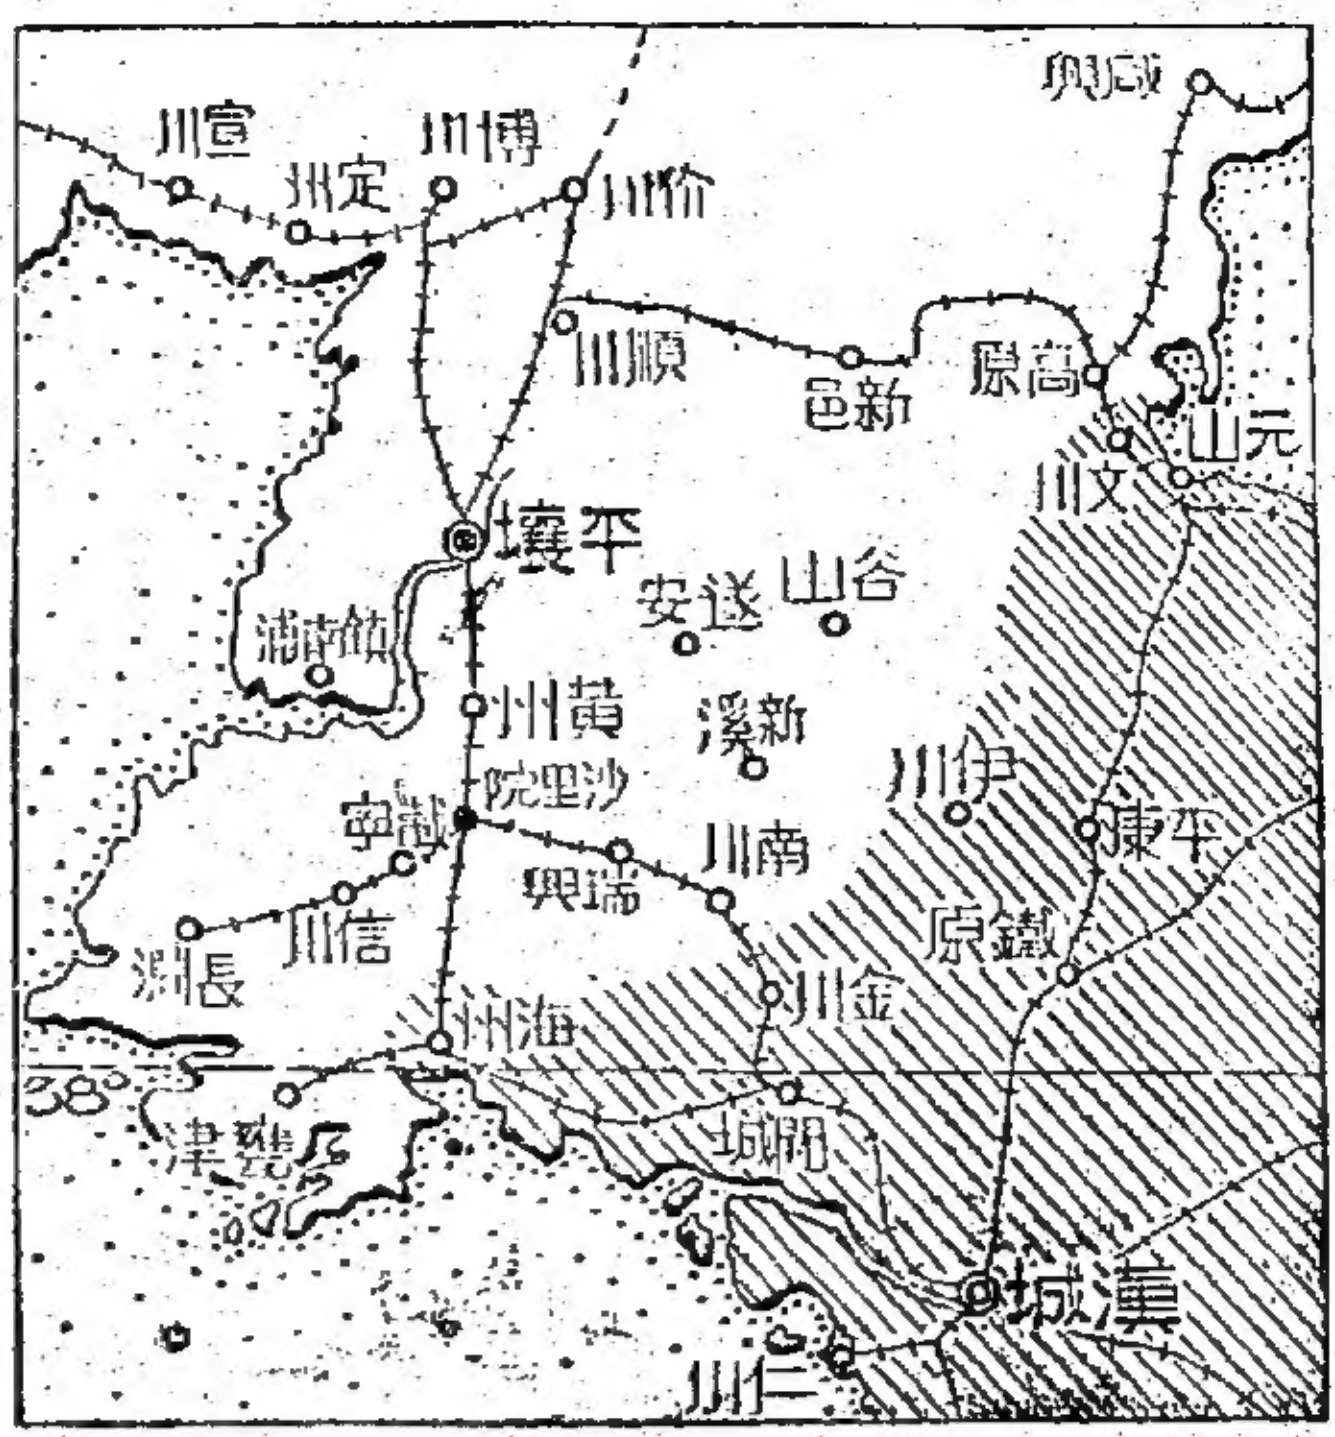 咸興
宣川
博川
定州
价川
順川
高原
新邑
元山
文川
平壤
谷山
遂安
鎮南浦
黃州
新溪
伊川
沙里院
載寧
平康
南川
瑞興
信川
鐵原
長淵
金川
海州
開城
甕津
漢城
仁川